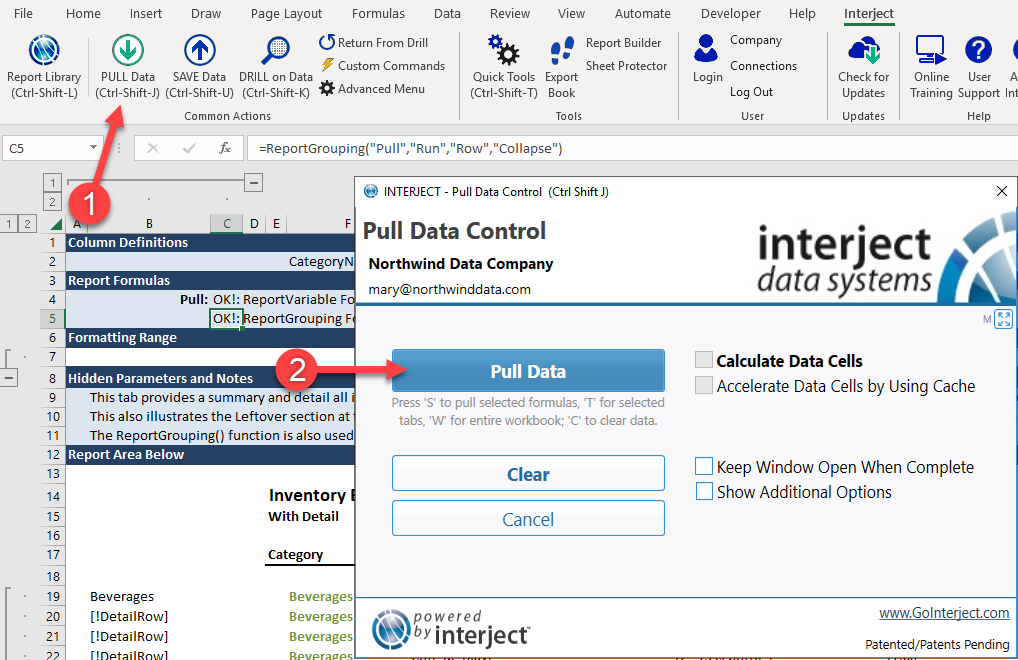 File Home Insert Draw Page Layout Formulas Data Review View Automate Developer Help Interject
Report Library
(Ctrl-Shift-L)
PULL Data
(Ctrl-Shift-J)
SAVE Data
(Ctrl-Shift-U)
DRILL on Data
(Ctrl-Shift-K)
Return From Drill
Custom Commands
Advanced Menu
Common Actions
Quick Tools
(Ctrl-Shift-T)
Export
Book
Report Builder
Sheet Protector
Tools
Login
Company
Connections
Log Out
User
Check for
Updates
Updates
Online
Training
User
Support
Help
C5 fx =ReportGrouping("Pull","Run","Row","Collapse")
1
2
1
1 2 A B C D E F
1 Column Definitions
2 CategoryN
3 Report Formulas
4 Pull: OK!: ReportVariable Fo
5 OK!: ReportGrouping Fo
6 Formatting Range
7
8 Hidden Parameters and Notes
9 This tab provides a summary and detail all i
10 This also illustrates the Leftover section at
11 The ReportGrouping() function is also used
12 Report Area Below
13
14 Inventory
15 With Detail
16
17 Category
18
19 Beverages Beverages
20 [!DetailRow] Beverages
21 [!DetailRow] Beverages
22 [!DetailRow] Beverages
INTERJECT - Pull Data Control (Ctrl Shift J)
Pull Data Control
Northwind Data Company
mary@northwinddata.com
interject
data systems
M
2
Pull Data
Press 'S' to pull selected formulas, 'T' for selected
tabs, 'W' for entire workbook; 'C' to clear data.
Clear
Cancel
Calculate Data Cells
Accelerate Data Cells by Using Cache
Keep Window Open When Complete
Show Additional Options
powered
by interject™
www.GoInterject.com
Patented/Patents Pending